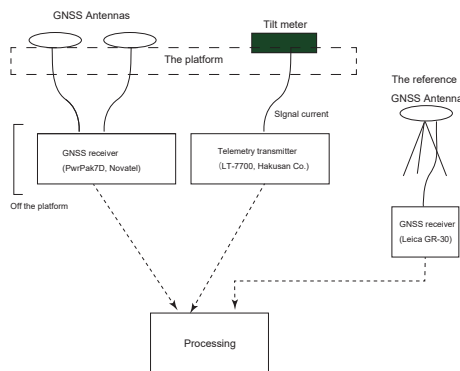 GNSS Antennas
Tilt meter
The platform
The reference
GNSS Antenna
SIgnal current
GNSS receiver
(PwrPak7D, Novatel)
Telemetry transmitter
(LT-7700, Hakusan Co.)
Off the platform
GNSS receiver
(Leica GR-30)
Processing